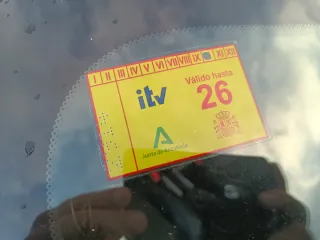 I II III IV V VI VII VIII IX XI XII
itv
Válido hasta
26
Junta de Andalucía